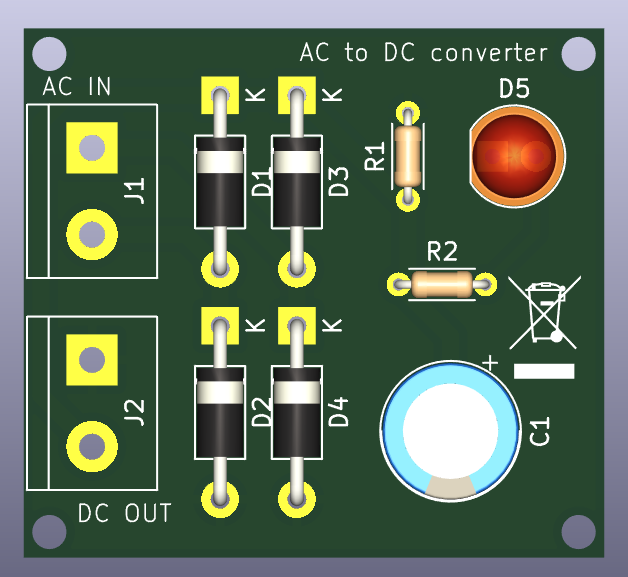 AC to DC converter
AC IN
K
K
D5
J1
D1
D3
R1
R2
K
K
+
J2
D2
D4
C1
DC OUT